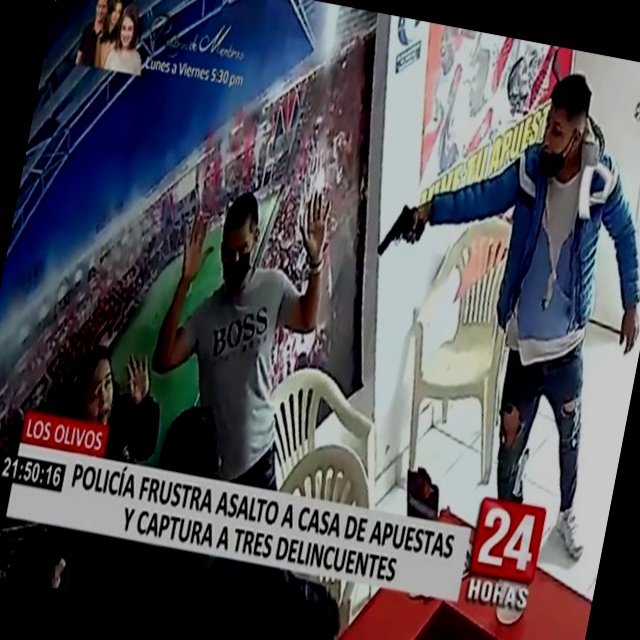 Lunes a Viernes 5:30 pm
BOSS
LOS OLIVOS
21:50:16
POLICÍA FRUSTRA ASALTO A CASA DE APUESTAS
Y CAPTURA A TRES DELINCUENTES
24
HORAS